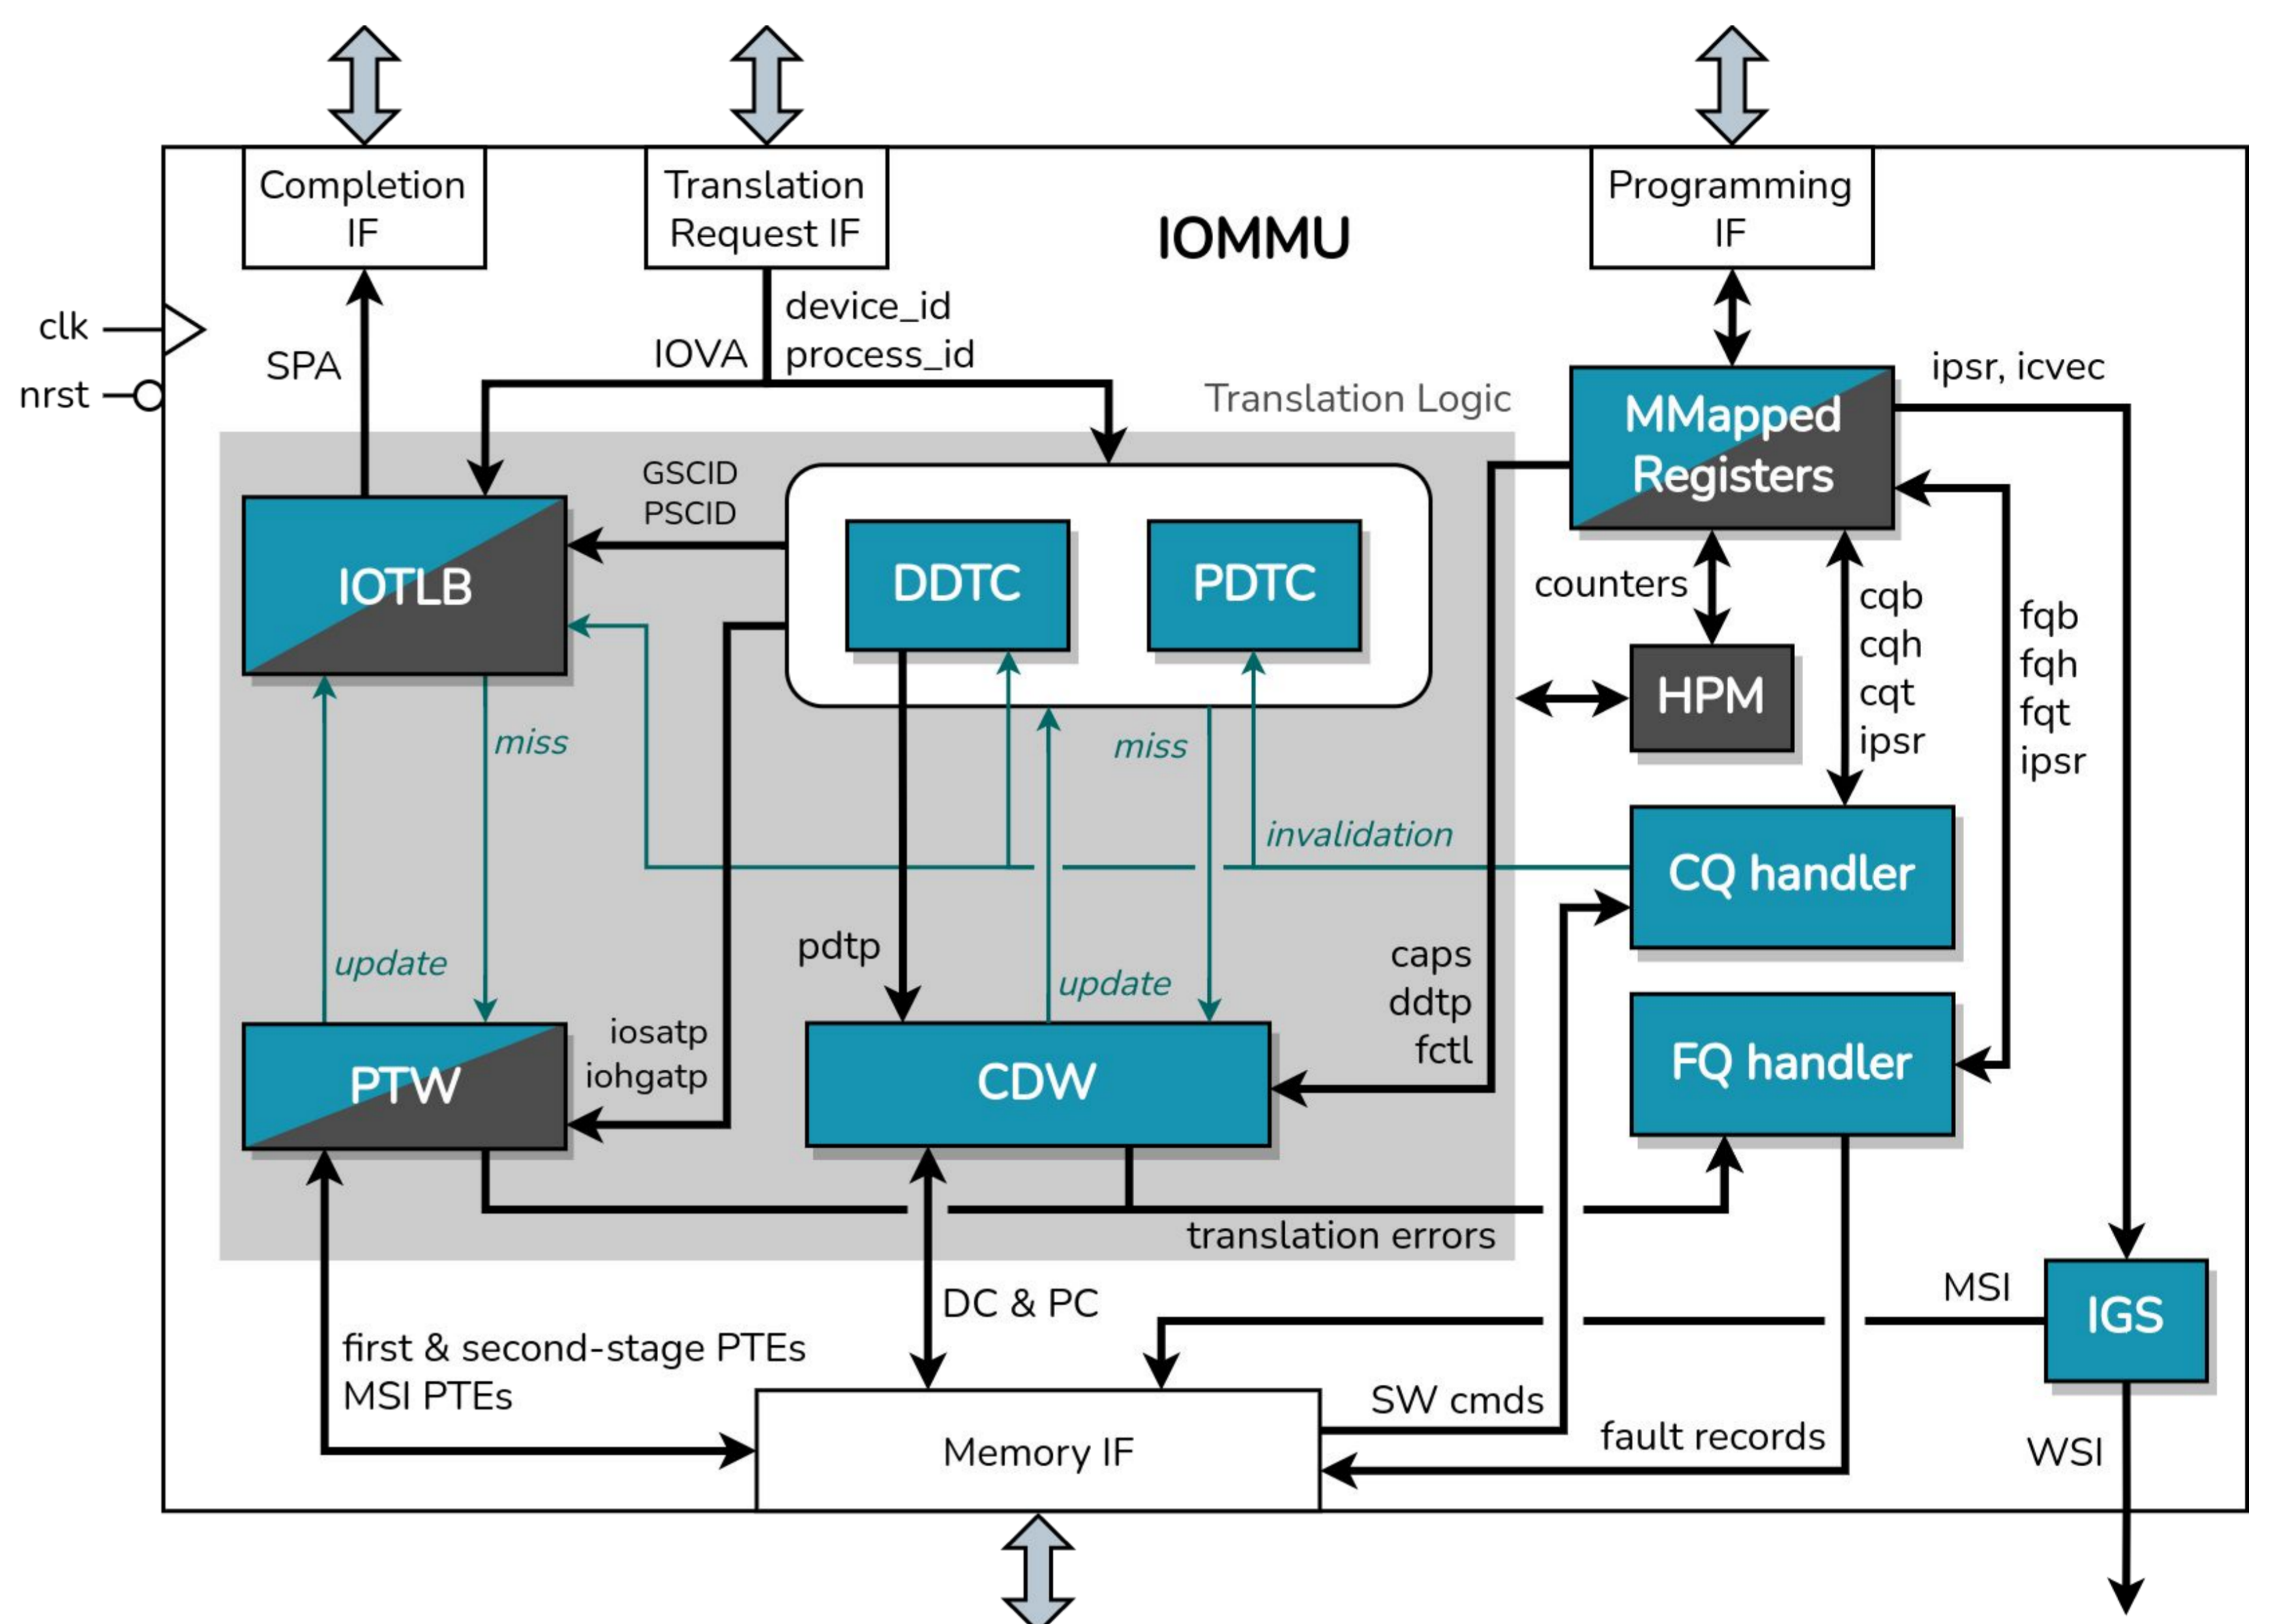 Completion
IF
Translation
Request IF
Programming
IF
IOMMU
clk
nrst
SPA
IOVA
device_id
process_id
Translation Logic
MMapped
Registers
ipsr, icvec
GSCID
PSCID
IOTLB
DDTC
PDTC
counters
HPM
cqb
cqh
cqt
ipsr
fqb
fqh
fqt
ipsr
miss
miss
invalidation
CQ handler
update
pdtp
update
caps
ddtp
fctl
iosatp
iohgatp
PTW
CDW
FQ handler
translation errors
DC & PC
MSI
IGS
first & second-stage PTEs
MSI PTEs
Memory IF
SW cmds
fault records
WSI